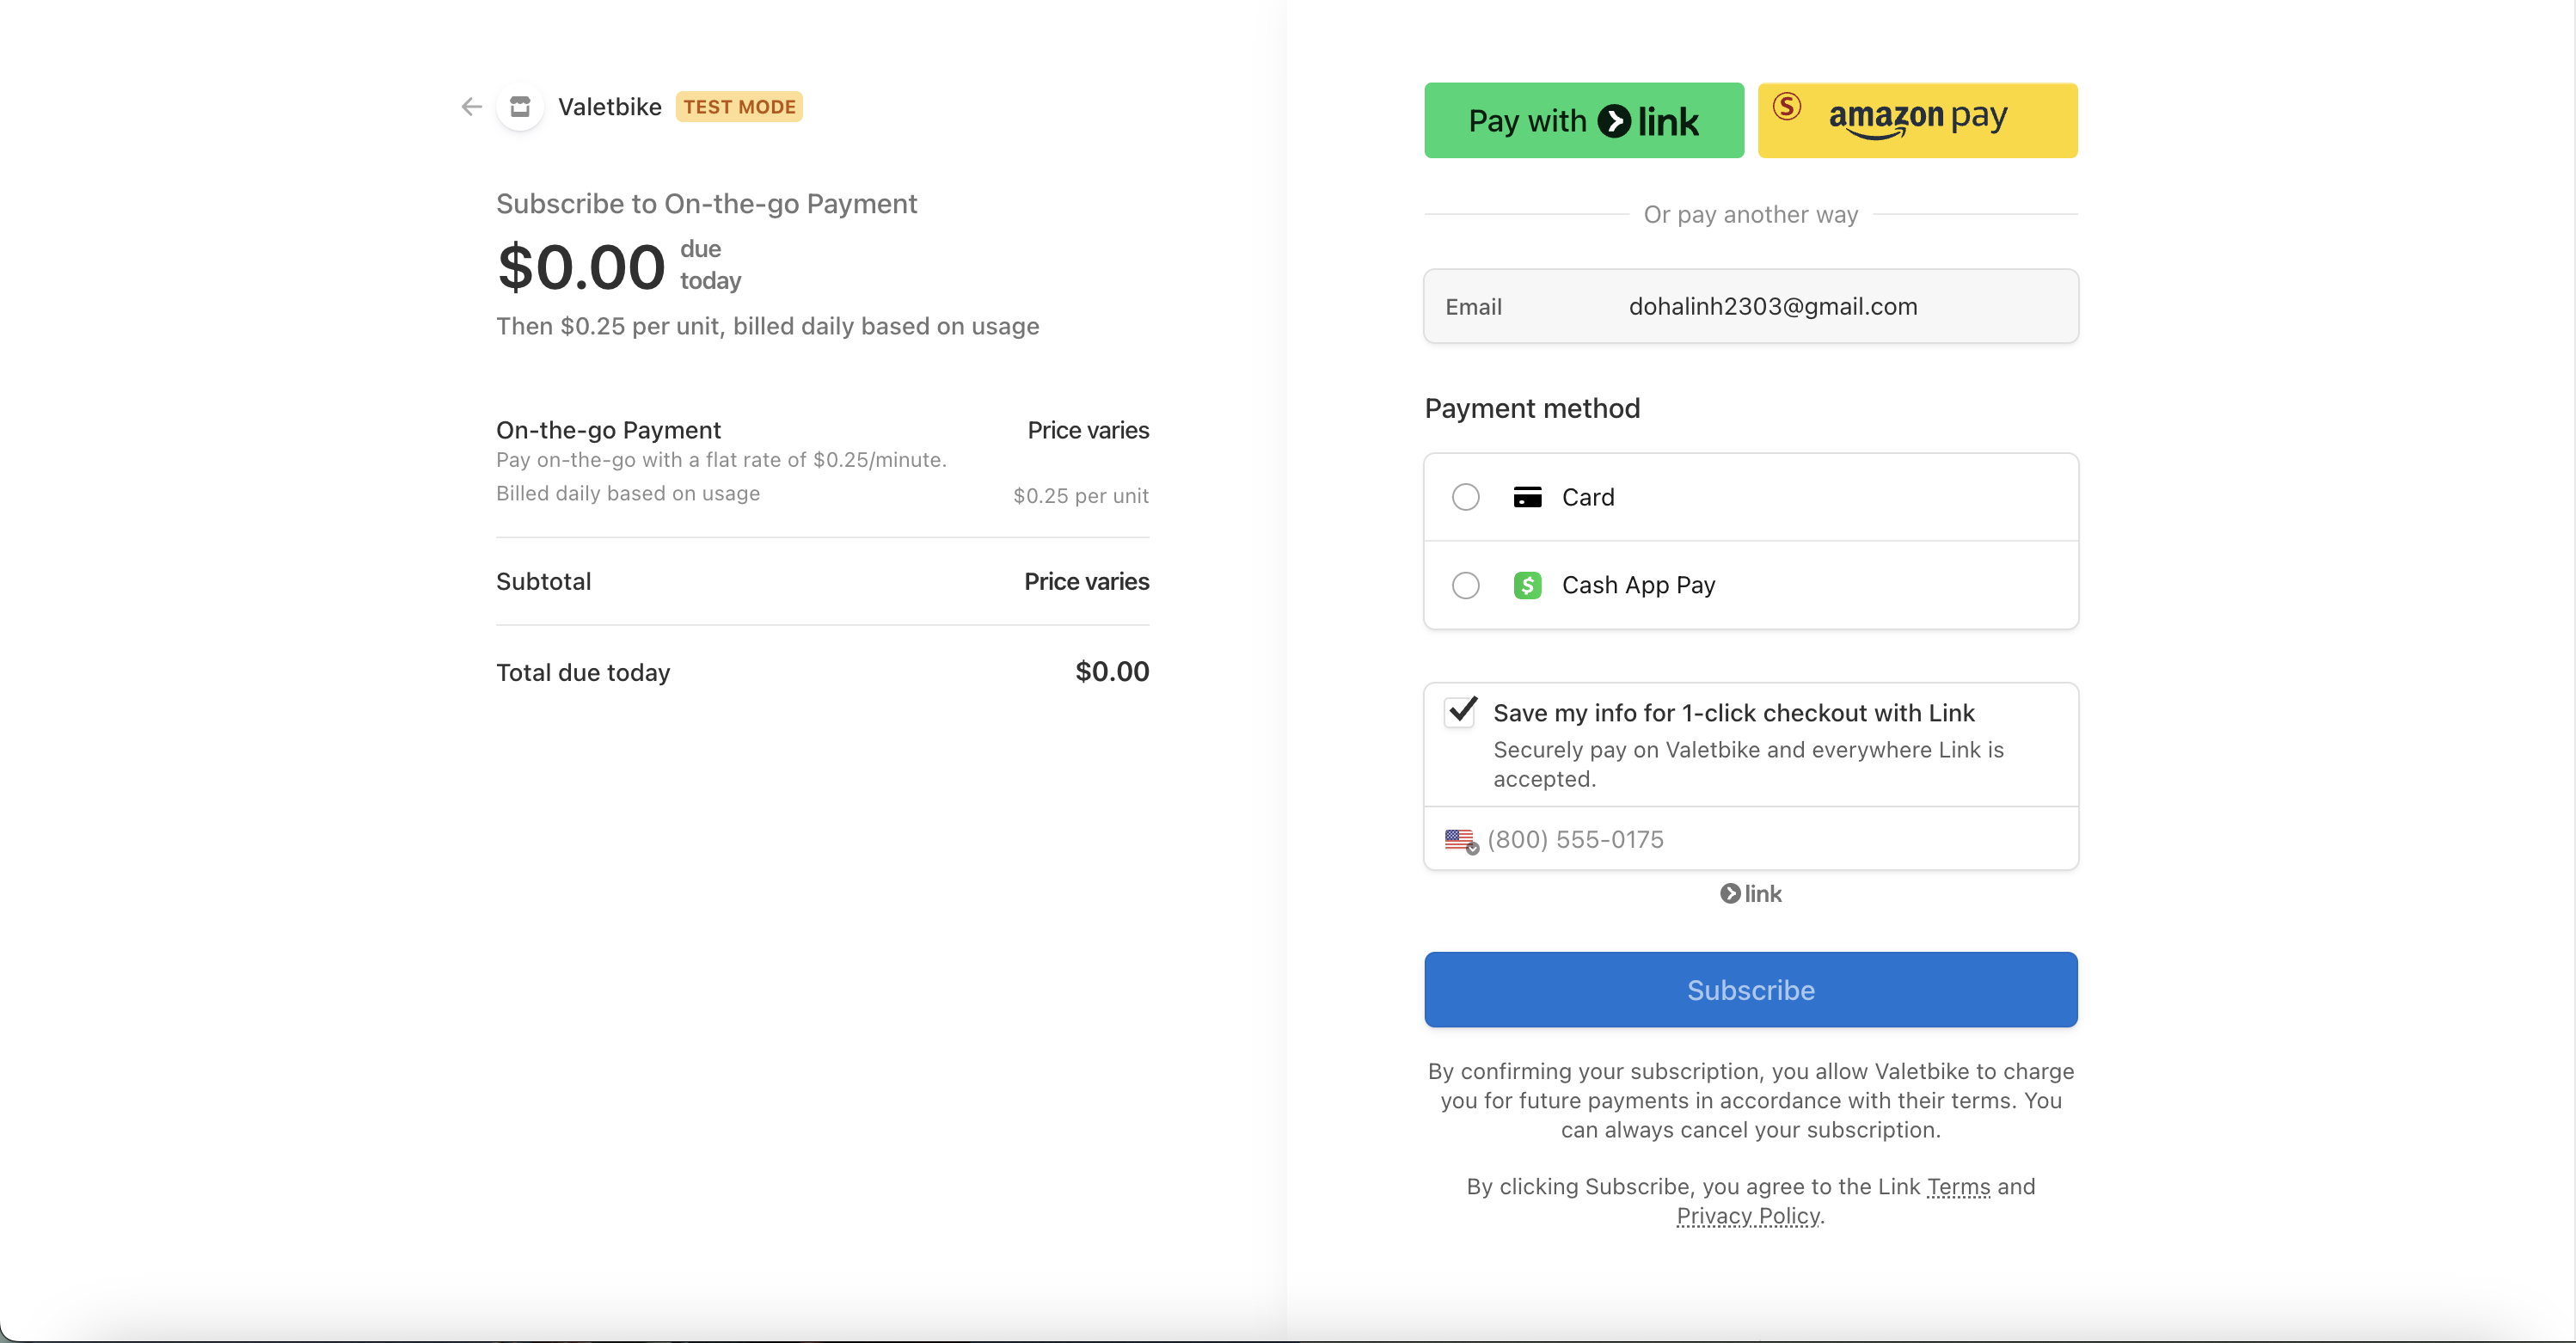 Valetbike TEST MODE
Subscribe to On-the-go Payment
$0.00 due
today
Then $0.25 per unit, billed daily based on usage
On-the-go Payment Price varies
Pay on-the-go with a flat rate of $0.25/minute.
Billed daily based on usage $0.25 per unit
Subtotal Price varies
Total due today $0.00
Pay with link
S amazon pay
Or pay another way
Email dohalinh2303@gmail.com
Payment method
Card
$ Cash App Pay
Save my info for 1-click checkout with Link
Securely pay on Valetbike and everywhere Link is
accepted.
(800) 555-0175
link
Subscribe
By confirming your subscription, you allow Valetbike to charge
you for future payments in accordance with their terms. You
can always cancel your subscription.
By clicking Subscribe, you agree to the Link Terms and
Privacy Policy.